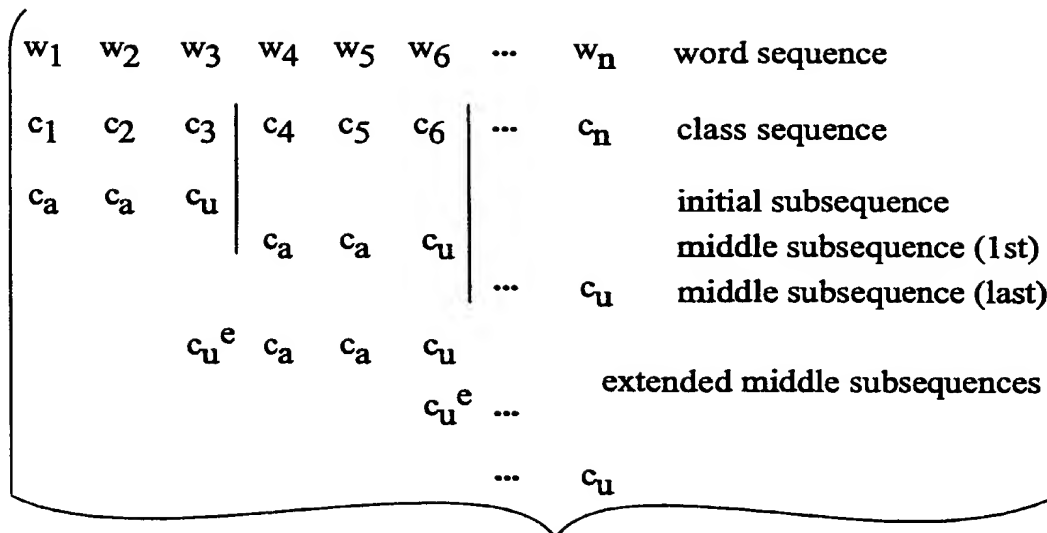 w1 w2 w3 w4 w5 w6 ... wn word sequence
c1 c2 c3 c4 c5 c6 ... cn class sequence
ca ca cu initial subsequence
ca ca cu middle subsequence (1st)
... cu middle subsequence (last)
cu^e ca ca cu
extended middle subsequences
cu^e ...
... cu